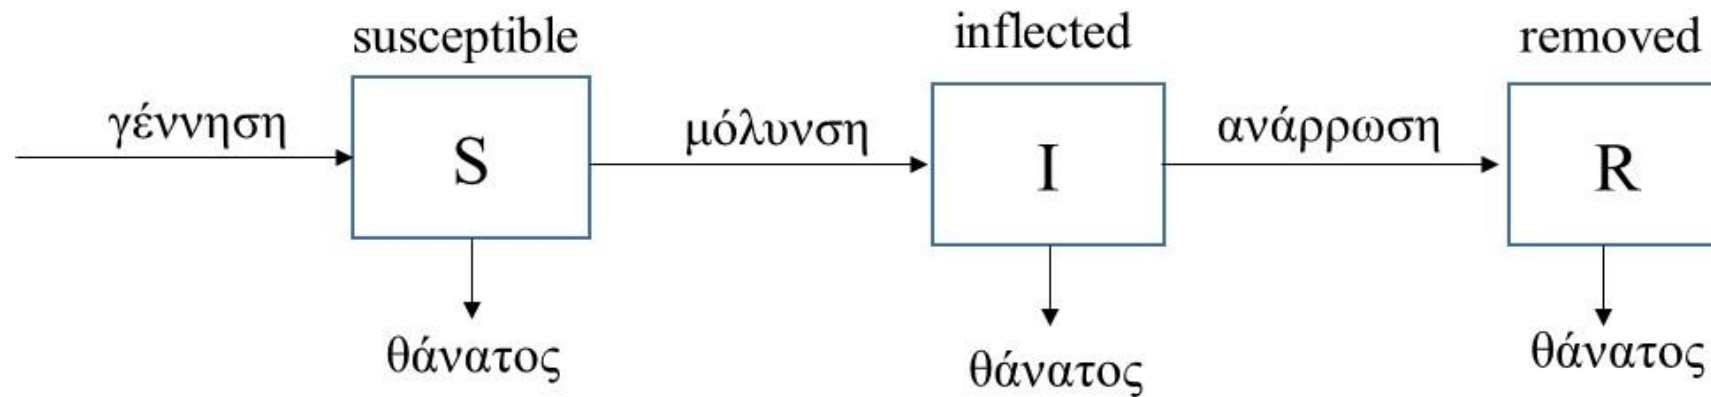 susceptible
inflected
removed
γέννηση
S
μόλυνση
I
ανάρρωση
R
θάνατος
θάνατος
θάνατος